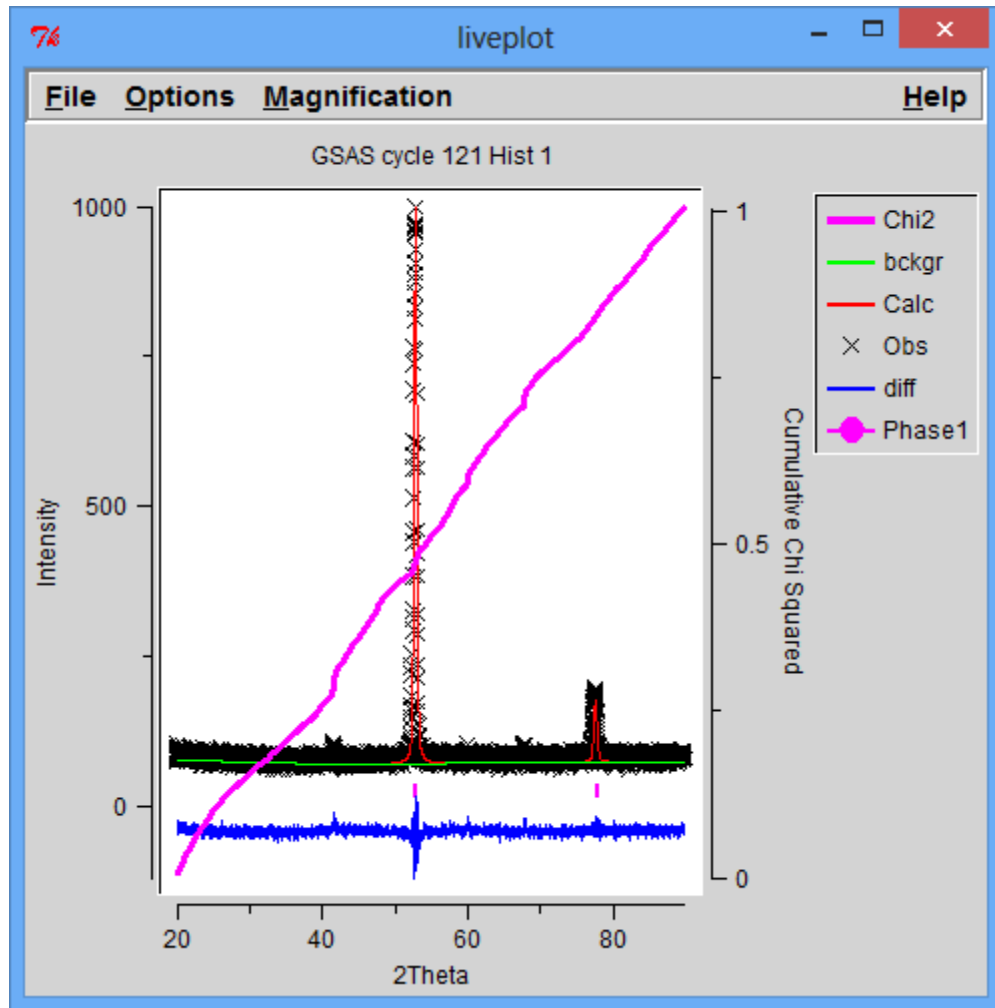 7% liveplot
File Options Magnification Help
GSAS cycle 121 Hist 1
1000
500
0
Intensity
1
0.5
0
Cumulative Chi Squared
Chi2
bckgr
Calc
Obs
diff
Phase1
20 40 60 80
2Theta